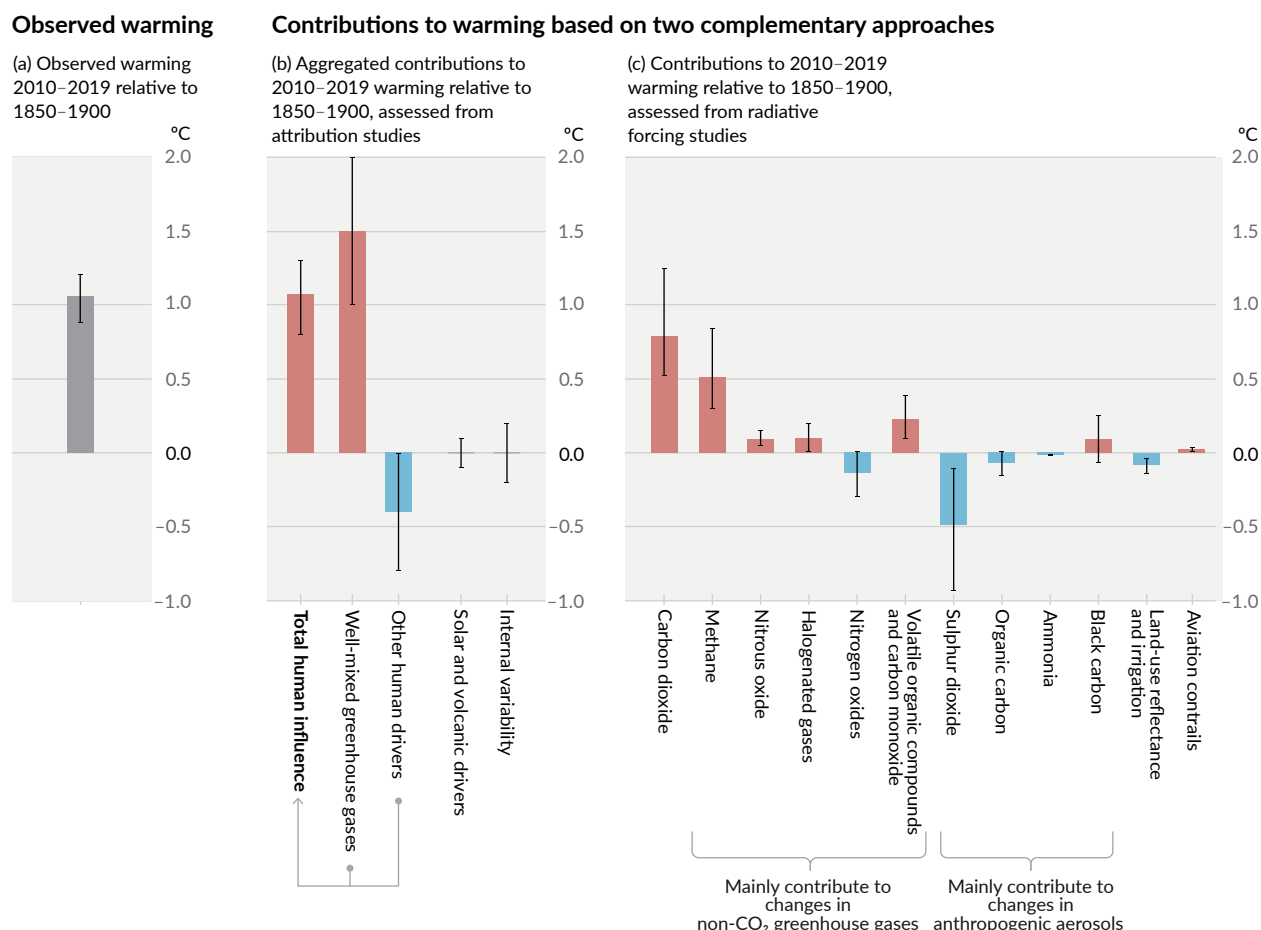 Observed warming
Contributions to warming based on two complementary approaches
(a) Observed warming
2010–2019 relative to
1850–1900
°C
2.0
1.5
1.0
0.5
0.0
–0.5
–1.0
(b) Aggregated contributions to
2010–2019 warming relative to
1850–1900, assessed from
attribution studies
°C
2.0
1.5
1.0
0.5
0.0
–0.5
–1.0
Total human influence
Well-mixed greenhouse gases
Other human drivers
Solar and volcanic drivers
Internal variability
(c) Contributions to 2010–2019
warming relative to 1850–1900,
assessed from radiative
forcing studies
°C
2.0
1.5
1.0
0.5
0.0
–0.5
–1.0
Carbon dioxide
Methane
Nitrous oxide
Halogenated gases
Nitrogen oxides
Volatile organic compounds
and carbon monoxide
Sulphur dioxide
Organic carbon
Ammonia
Black carbon
Land-use reflectance
and irrigation
Aviation contrails
Mainly contribute to
changes in
non-CO₂ greenhouse gases
Mainly contribute to
changes in
anthropogenic aerosols